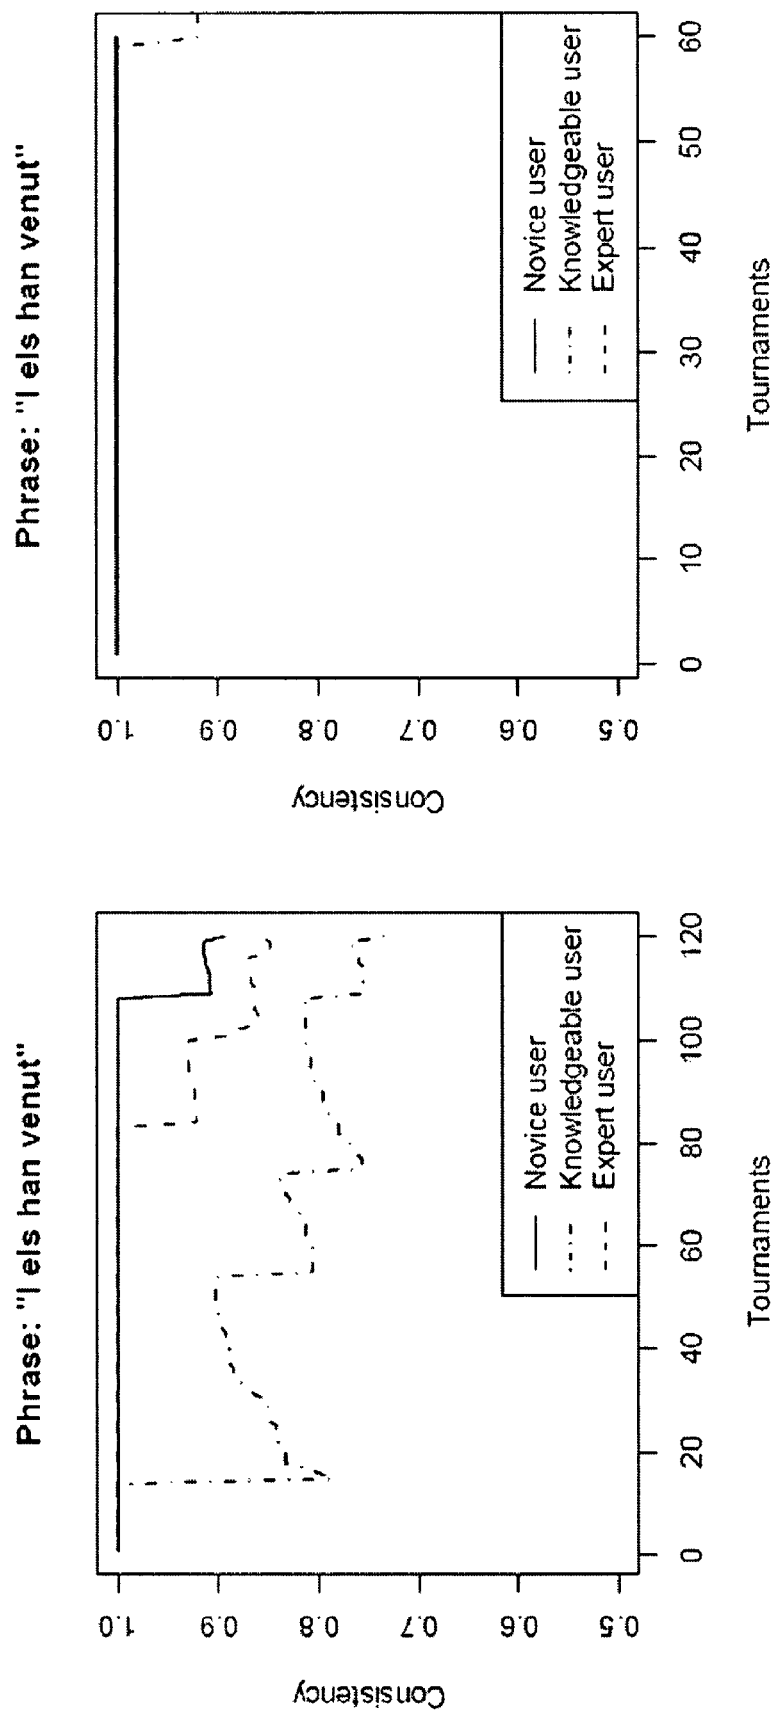 Phrase: "I els han venut"
Consistency
1.0
0.9
0.8
0.7
0.6
0.5
Novice user
Knowledgeable user
Expert user
0
20
40
60
80
100
120
Tournaments
Phrase: "I els han venut"
Consistency
1.0
0.9
0.8
0.7
0.6
0.5
Novice user
Knowledgeable user
Expert user
0
10
20
30
40
50
60
Tournaments